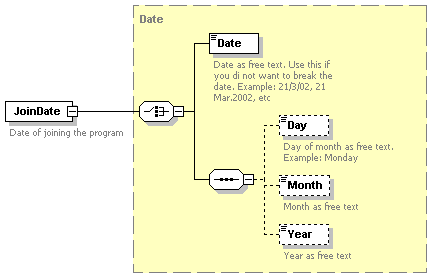 Date
Date
Date as free text. Use this if
you di not want to break the
date. Example: 21/3/02, 21
Mar.2002, etc
JoinDate
Date of joining the program
Day
Day of month as free text.
Example: Monday
Month
Month as free text
Year
Year as free text